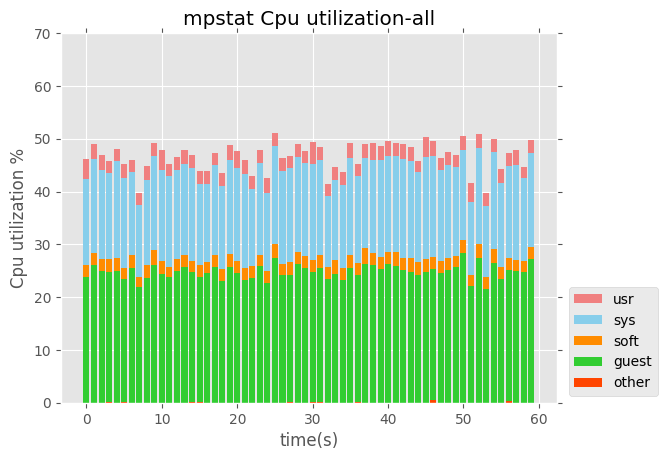 mpstat Cpu utilization-all
70
60
50
40
30
20
10
0
Cpu utilization %
0 10 20 30 40 50 60
time(s)
usr
sys
soft
guest
other